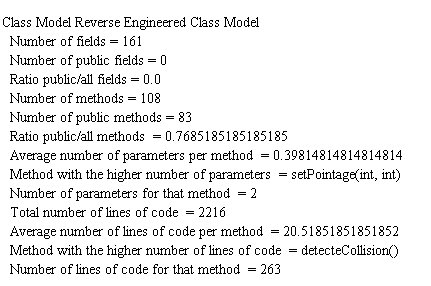 Class Model Reverse Engineered Class Model
Number of fields = 161
Number of public fields = 0
Ratio public/all fields = 0.0
Number of methods = 108
Number of public methods = 83
Ratio public/all methods  = 0.7685185185185185
Average number of parameters per method  = 0.39814814814814814
Method with the higher number of parameters  = setPointage(int, int)
Number of parameters for that method  = 2
Total number of lines of code  = 2216
Average number of lines of code per method  = 20.51851851851852
Method with the higher number of lines of code  = detecteCollision()
Number of lines of code for that method  = 263